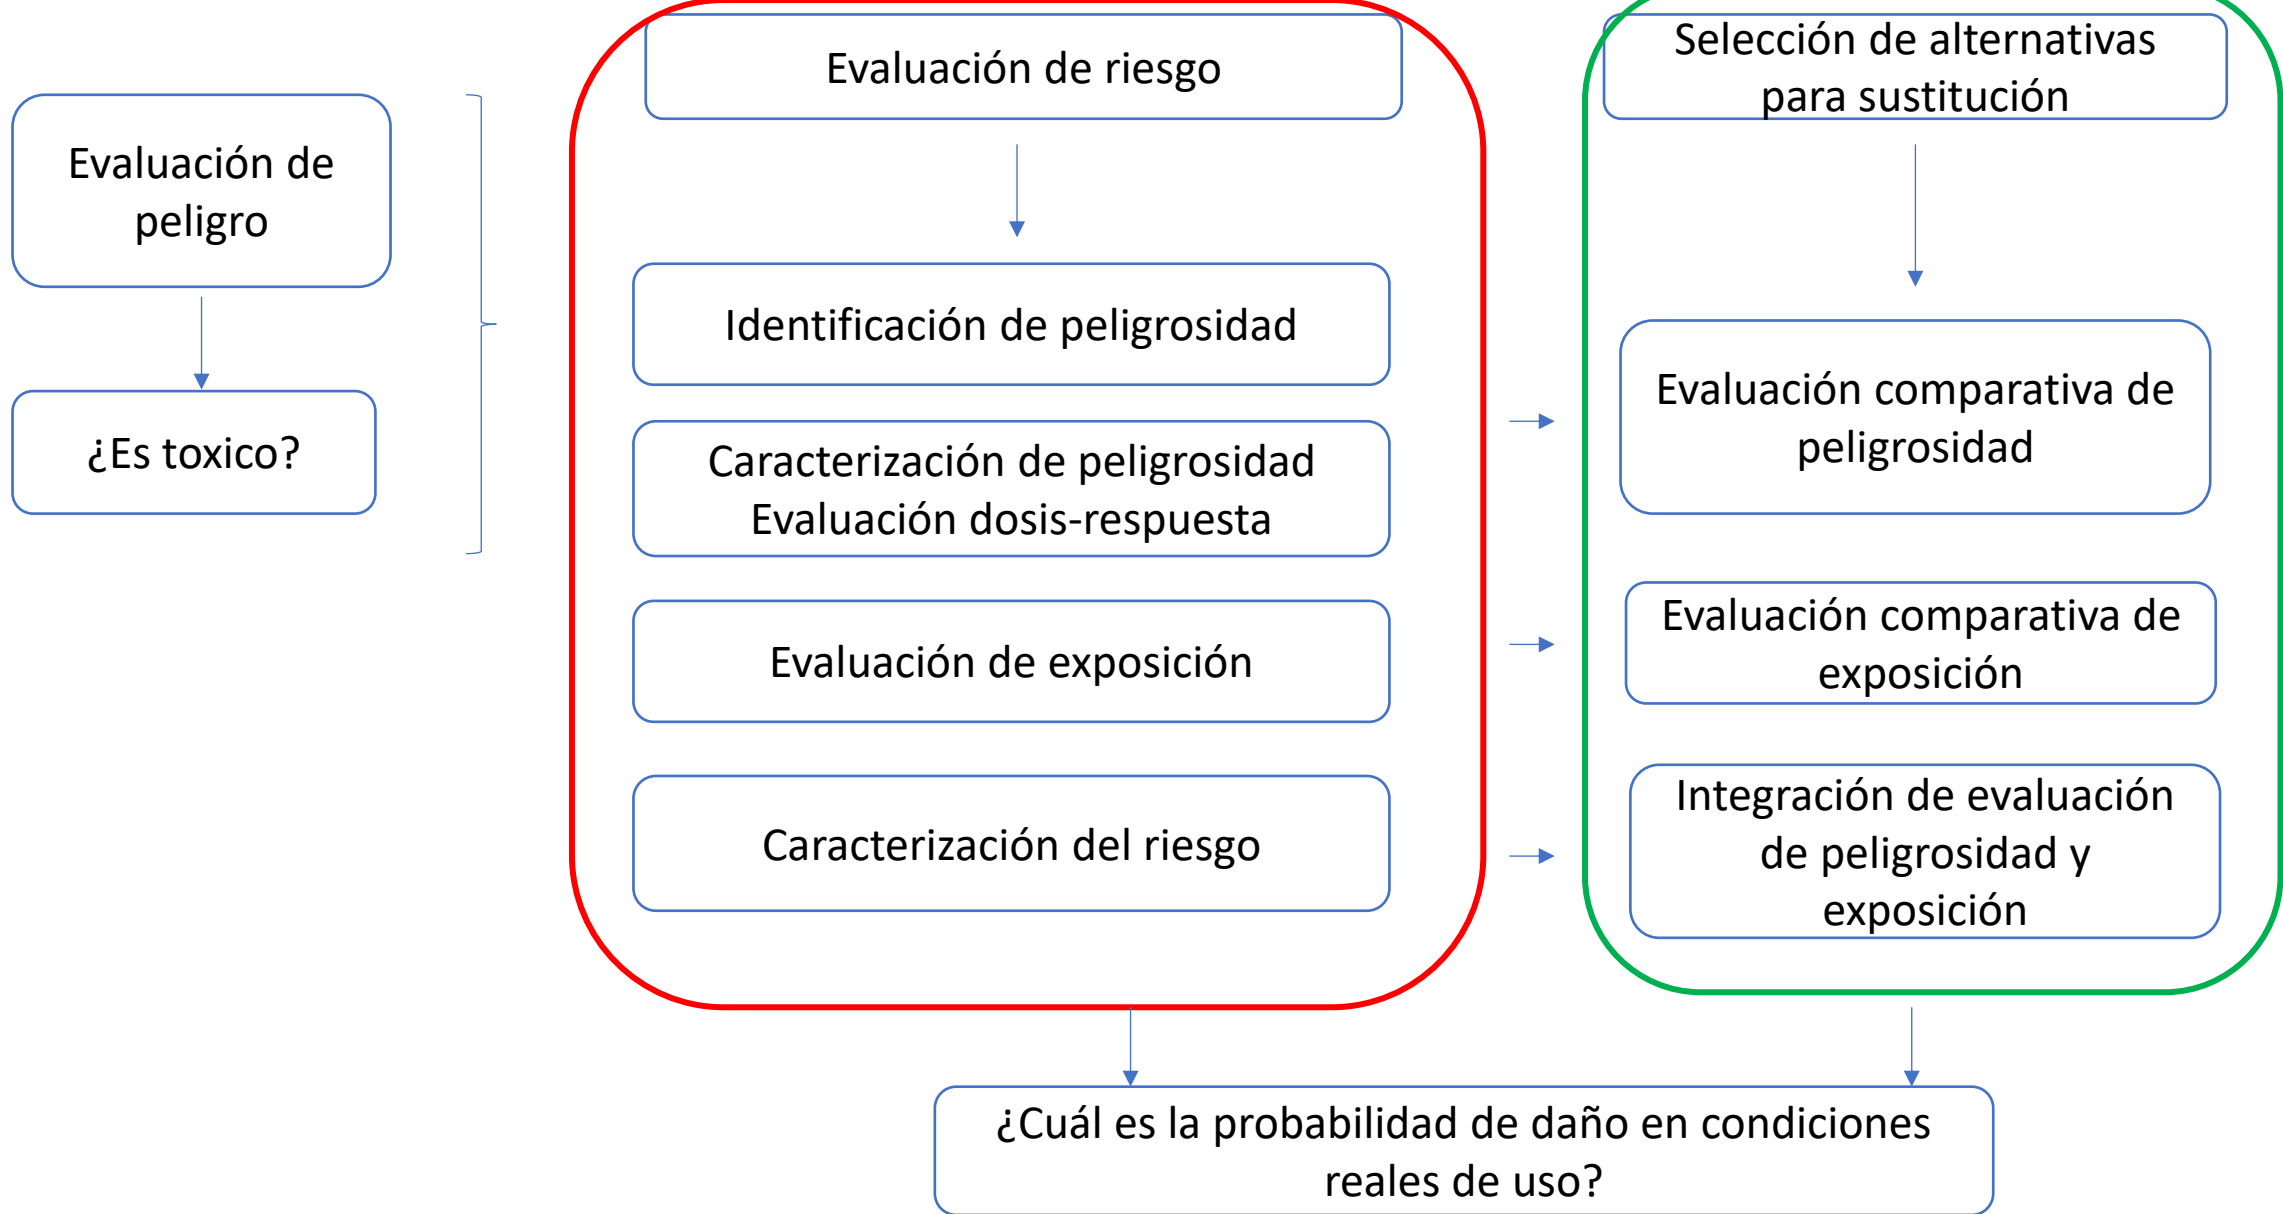 Evaluación de
peligro
¿Es toxico?
Evaluación de riesgo
Identificación de peligrosidad
Caracterización de peligrosidad
Evaluación dosis-respuesta
Evaluación de exposición
Caracterización del riesgo
Selección de alternativas
para sustitución
Evaluación comparativa de
peligrosidad
Evaluación comparativa de
exposición
Integración de evaluación
de peligrosidad y
exposición
¿Cuál es la probabilidad de daño en condiciones
reales de uso?